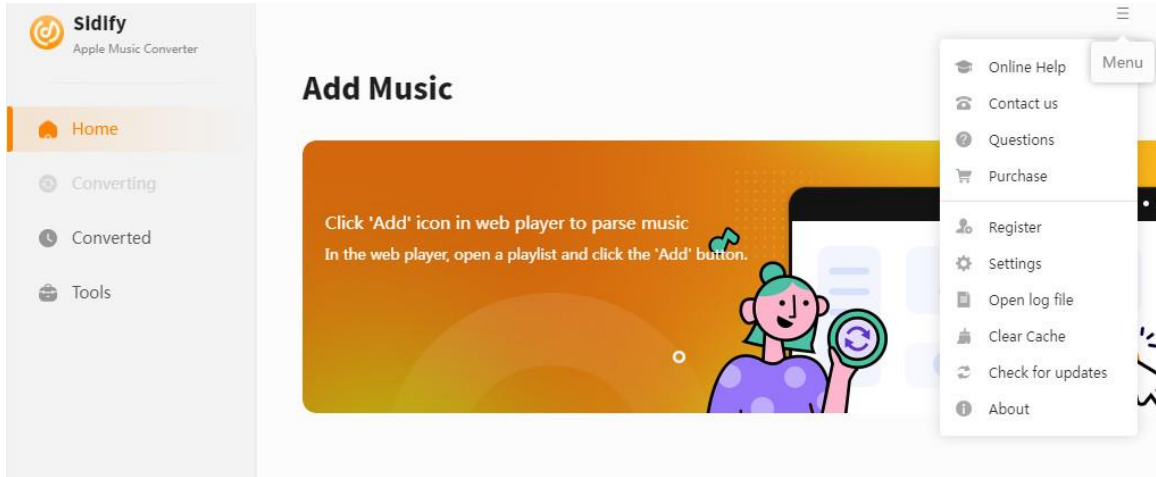 Sidify
Apple Music Converter
Home
Converting
Converted
Tools
Add Music
Click 'Add' icon in web player to parse music
In the web player, open a playlist and click the 'Add' button.
Menu
Online Help
Contact us
Questions
Purchase
Register
Settings
Open log file
Clear Cache
Check for updates
About